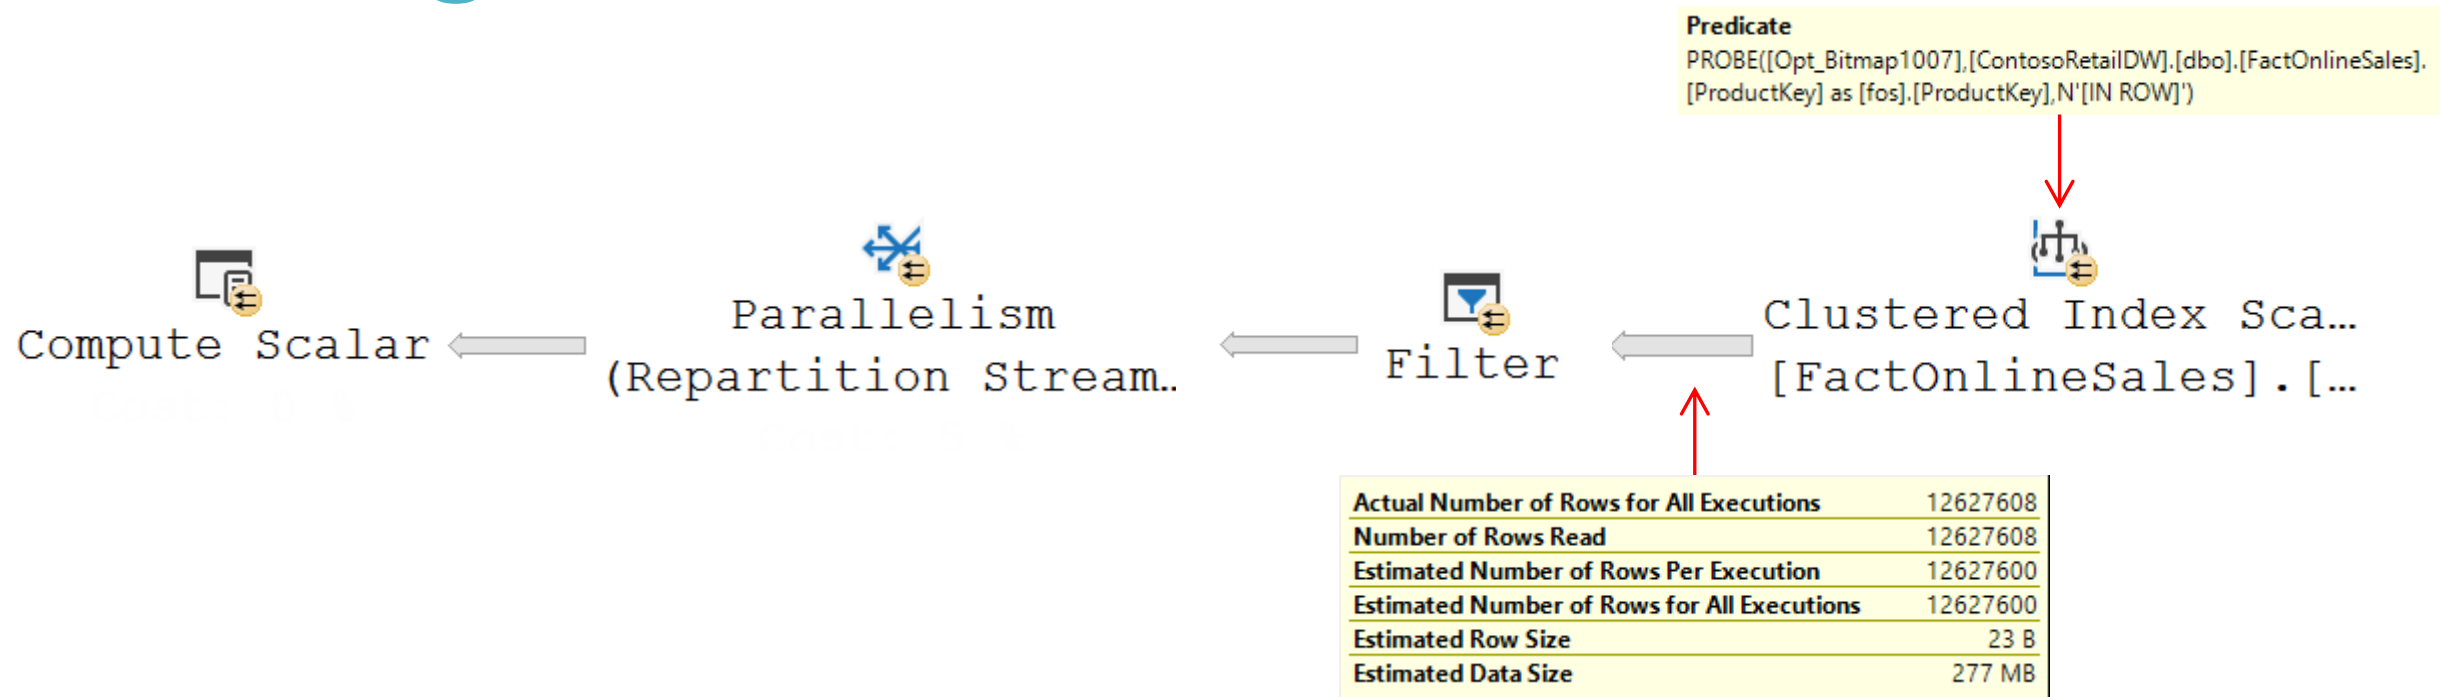 Predicate
PROBE([Opt_Bitmap1007],[ContosoRetailDW].[dbo].[FactOnlineSales].
[ProductKey] as [fos].[ProductKey],N'[IN ROW]')
Compute Scalar
Parallelism
(Repartition Stream…
Filter
Clustered Index Sca…
[FactOnlineSales].[…
Actual Number of Rows for All Executions 12627608
Number of Rows Read 12627608
Estimated Number of Rows Per Execution 12627600
Estimated Number of Rows for All Executions 12627600
Estimated Row Size 23 B
Estimated Data Size 277 MB